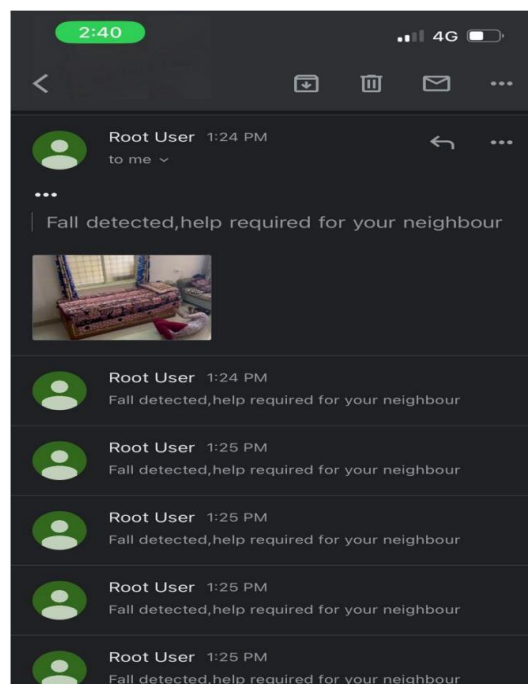 2:40
4G
Root User 1:24 PM
to me
Fall detected,help required for your neighbour
Root User 1:24 PM
Fall detected,help required for your neighbour
Root User 1:25 PM
Fall detected,help required for your neighbour
Root User 1:25 PM
Fall detected,help required for your neighbour
Root User 1:25 PM
Fall detected,help required for your neighbour
Root User 1:25 PM
Fall detected,help required for your neighbour